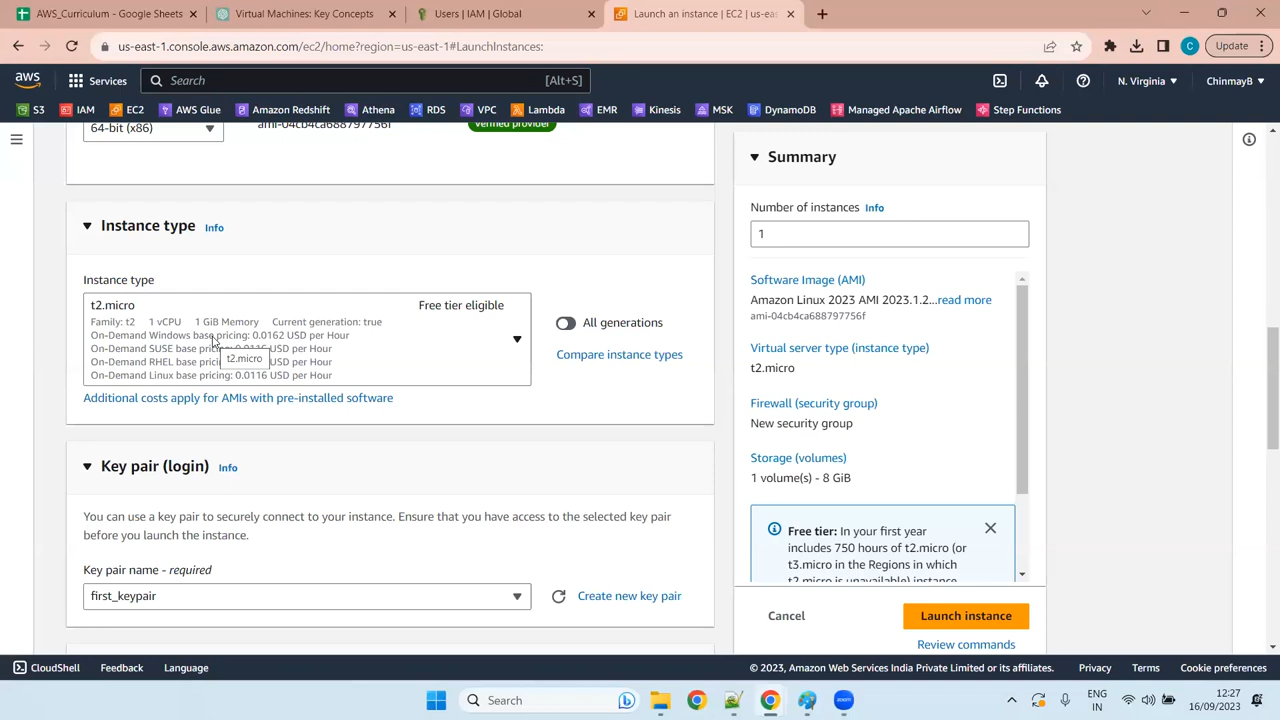 AWS_Curriculum - Google Sheets
Virtual Machines: Key Concepts
Users | IAM | Global
Launch an instance | EC2 | us-eas
us-east-1.console.aws.amazon.com/ec2/home?region=us-east-1#LaunchInstances:
C
Update
aws
Services
Search
[Alt+S]
N. Virginia
ChinmayB
S3
IAM
EC2
AWS Glue
Amazon Redshift
Athena
RDS
VPC
Lambda
EMR
Kinesis
MSK
DynamoDB
Managed Apache Airflow
Step Functions
64-bit (x86)
ami-04cb4ca688797756f
Verified provider
Instance type Info
Instance type
t2.micro
Free tier eligible
Family: t2 1 vCPU 1 GiB Memory Current generation: true
On-Demand Windows base pricing: 0.0162 USD per Hour
On-Demand SUSE base USD per Hour
On-Demand RHEL base USD per Hour
On-Demand Linux base pricing: 0.0116 USD per Hour
t2.micro
All generations
Compare instance types
Additional costs apply for AMIs with pre-installed software
Key pair (login) Info
You can use a key pair to securely connect to your instance. Ensure that you have access to the selected key pair
before you launch the instance.
Key pair name - required
first_keypair
Create new key pair
Summary
Number of instances Info
1
Software Image (AMI)
Amazon Linux 2023 AMI 2023.1.2...read more
ami-04cb4ca688797756f
Virtual server type (instance type)
t2.micro
Firewall (security group)
New security group
Storage (volumes)
1 volume(s) - 8 GiB
Free tier: In your first year
includes 750 hours of t2.micro (or
t3.micro in the Regions in which
t2.micro is unavailable) instance
Cancel
Launch instance
Review commands
CloudShell
Feedback
Language
© 2023, Amazon Web Services India Private Limited or its affiliates.
Privacy
Terms
Cookie preferences
Search
zoom
ENG
IN
12:27
16/09/2023